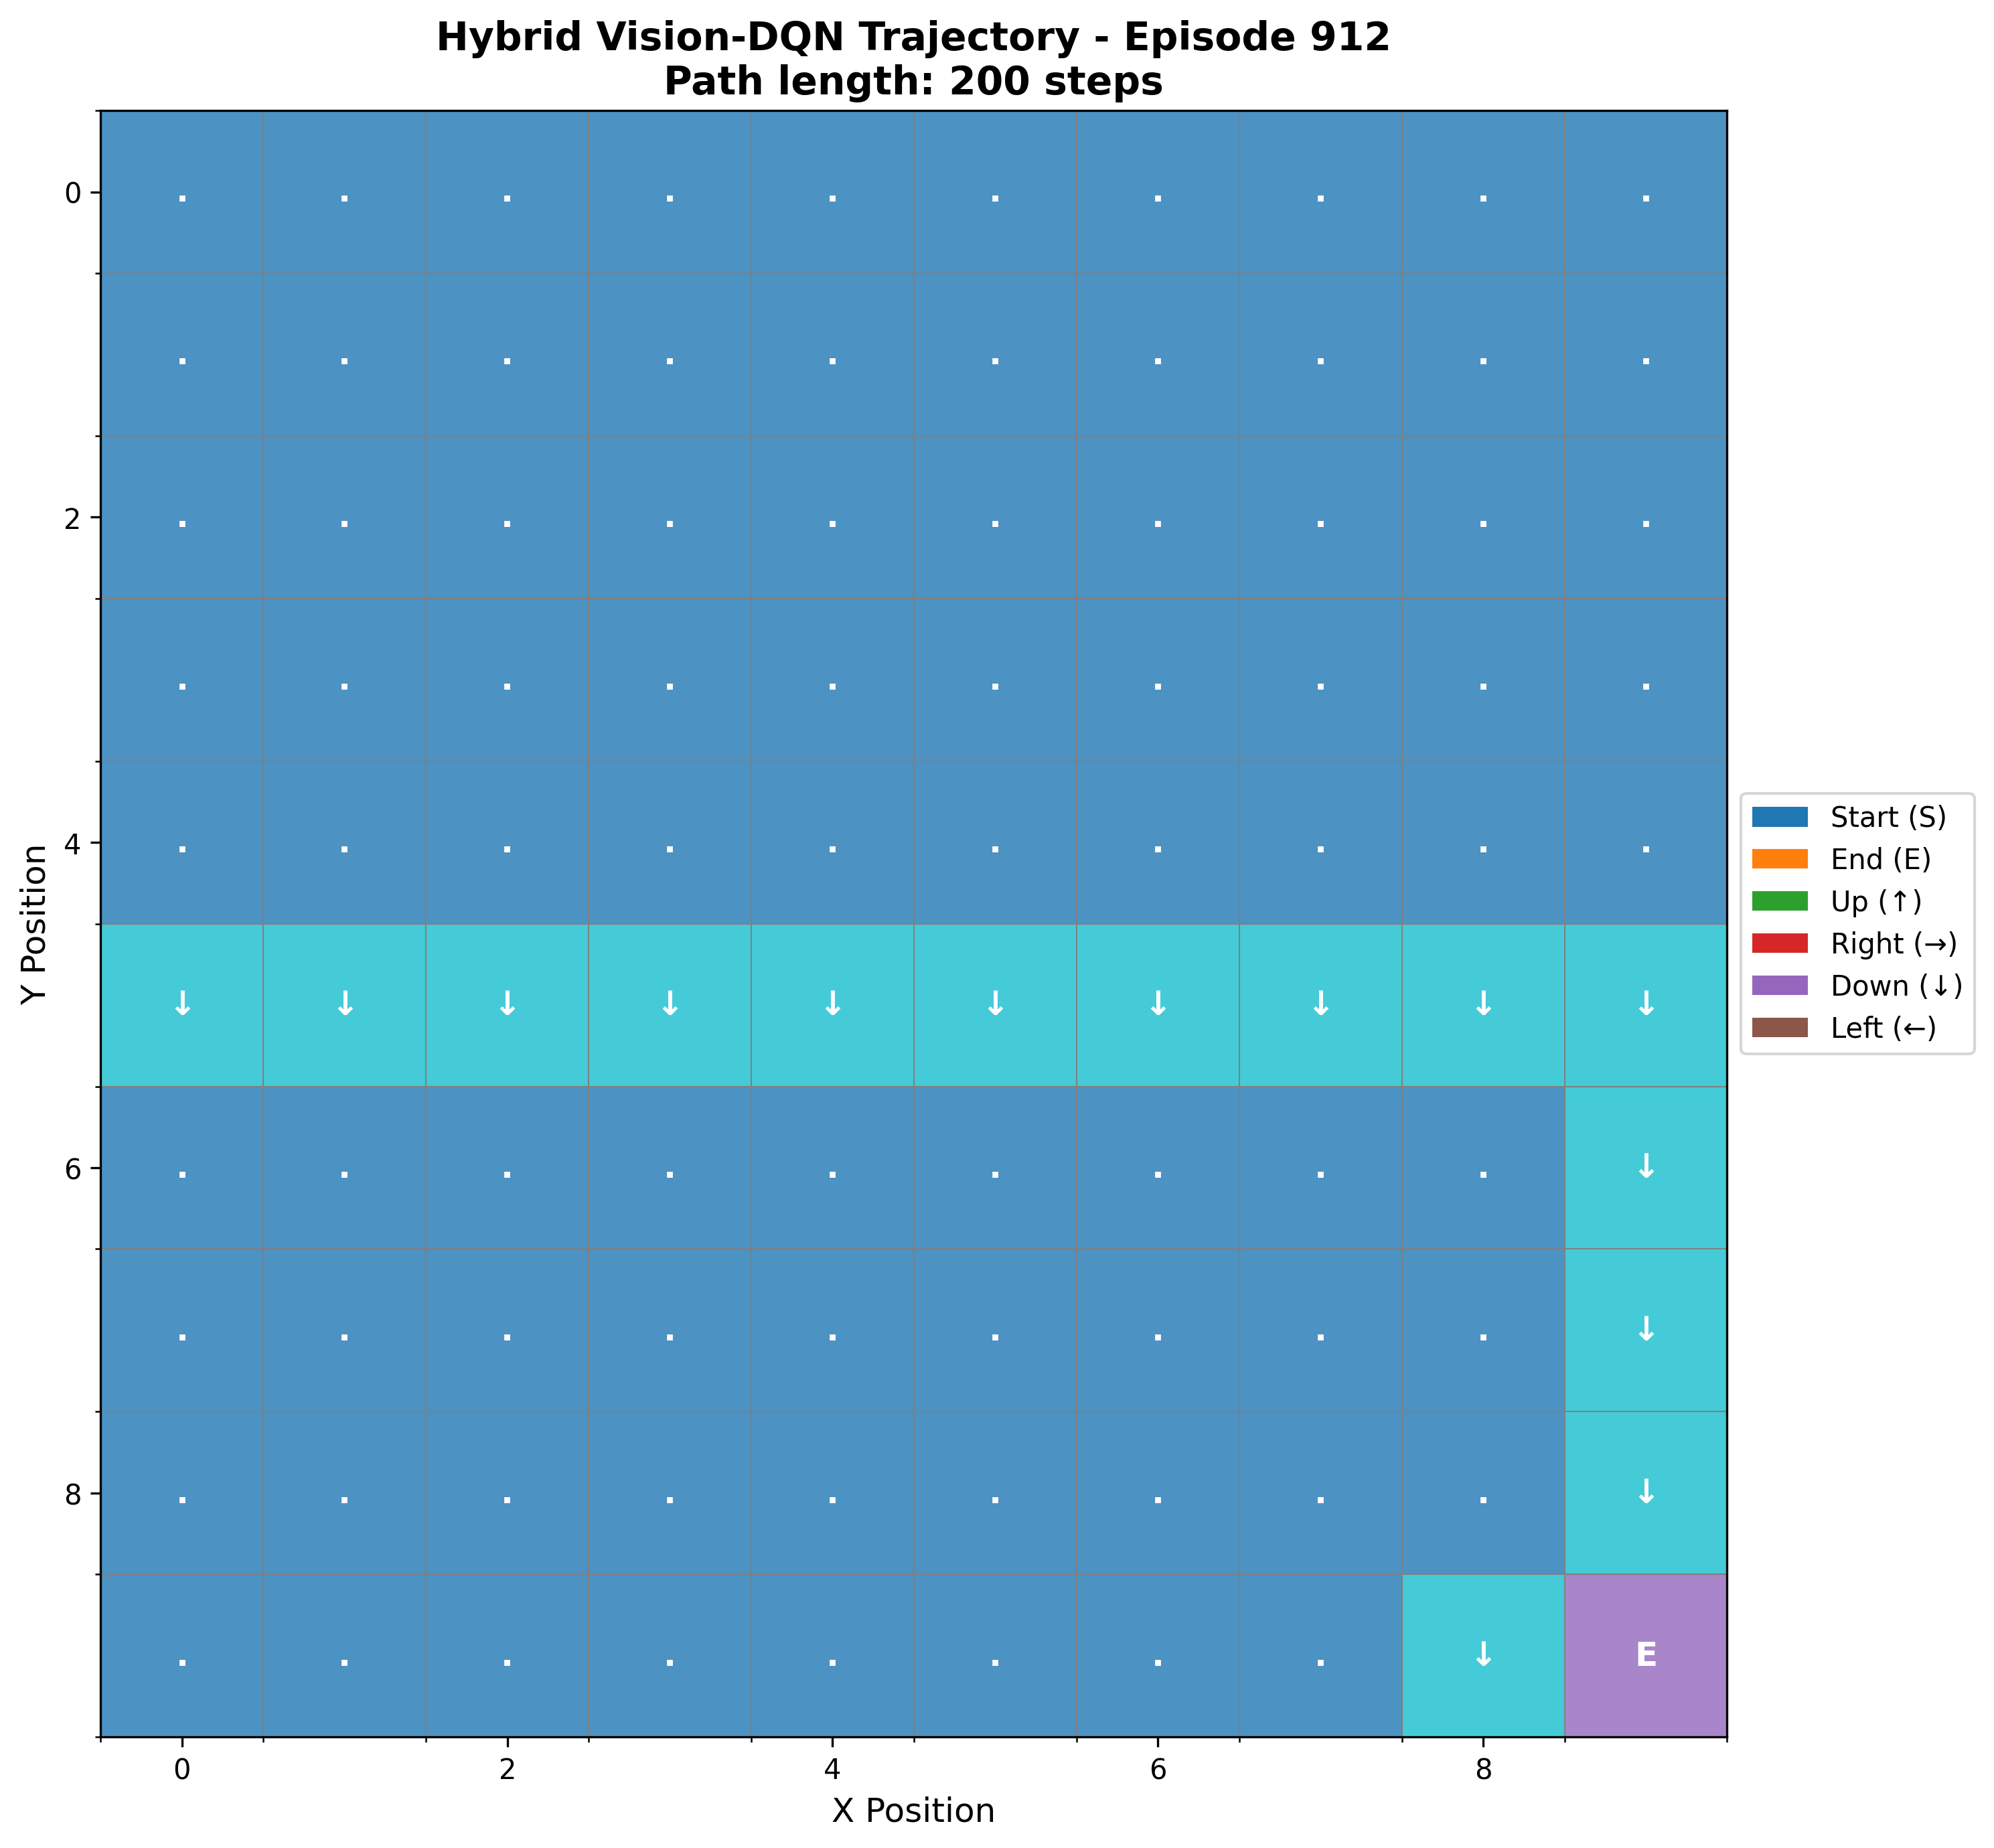 Hybrid Vision-DQN Trajectory - Episode 912
Path length: 200 steps
0
2
4
6
8
Y Position
. . . . . . . . . .
. . . . . . . . . .
. . . . . . . . . .
. . . . . . . . . .
. . . . . . . . . .
↓ ↓ ↓ ↓ ↓ ↓ ↓ ↓ ↓ ↓
. . . . . . . . . ↓
. . . . . . . . . ↓
. . . . . . . . . ↓
. . . . . . . . ↓ E
0 2 4 6 8
X Position
Start (S)
End (E)
Up (↑)
Right (→)
Down (↓)
Left (←)